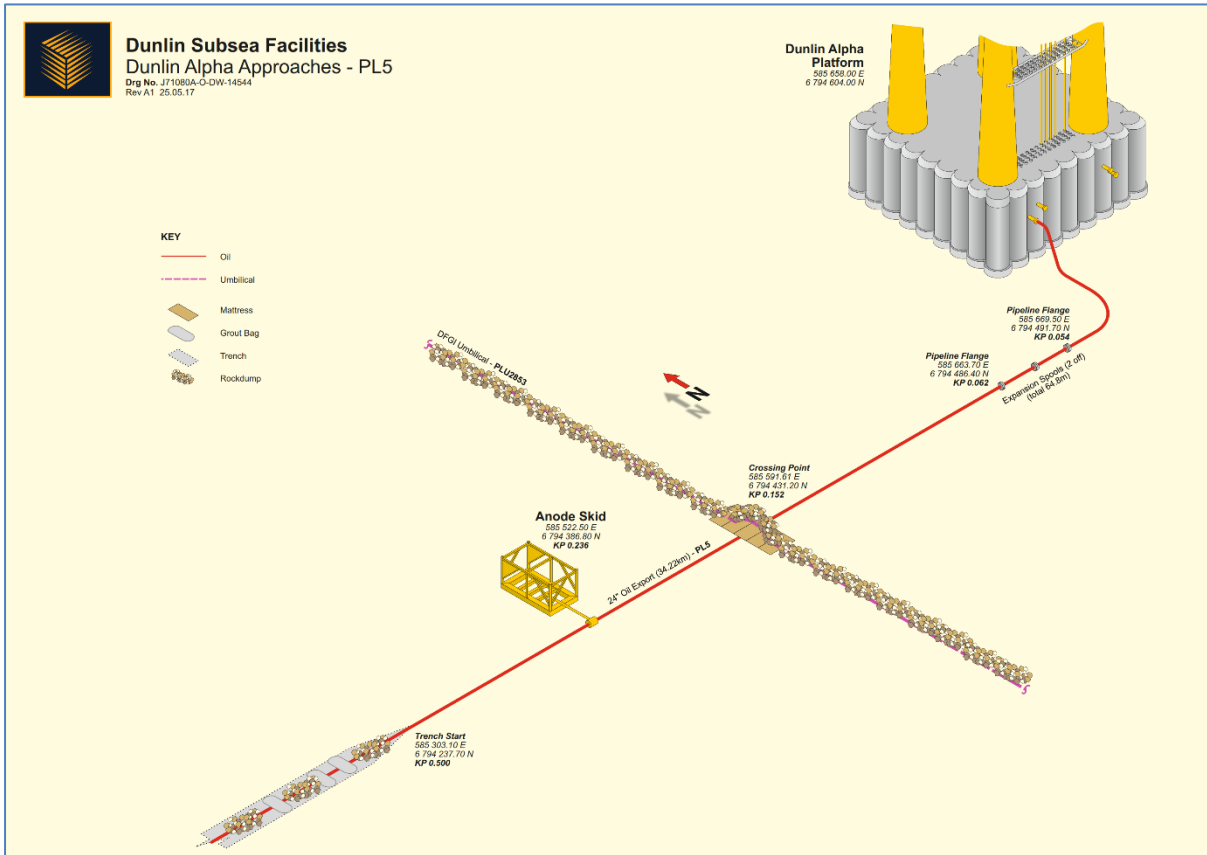 Dunlin Subsea Facilities
Dunlin Alpha Approaches - PL5
Drg No. J71080A-O-DW-14544
Rev A1 25.05.17
Dunlin Alpha
Platform
585 658.00 E
6 794 604.00 N
KEY
Oil
Umbilical
Mattress
Grout Bag
Trench
Rockdump
Pipeline Flange
585 669.50 E
6 794 491.70 N
KP 0.054
Pipeline Flange
585 663.70 E
6 794 486.40 N
KP 0.062
Expansion Spools (2 off)
(total 64.8m)
DFGI Umbilical - PLU2853
N
N
Crossing Point
585 591.61 E
6 794 431.20 N
KP 0.152
Anode Skid
585 522.50 E
6 794 386.80 N
KP 0.236
24" Oil Export (34.22km) - PL5
Trench Start
585 303.10 E
6 794 237.70 N
KP 0.500